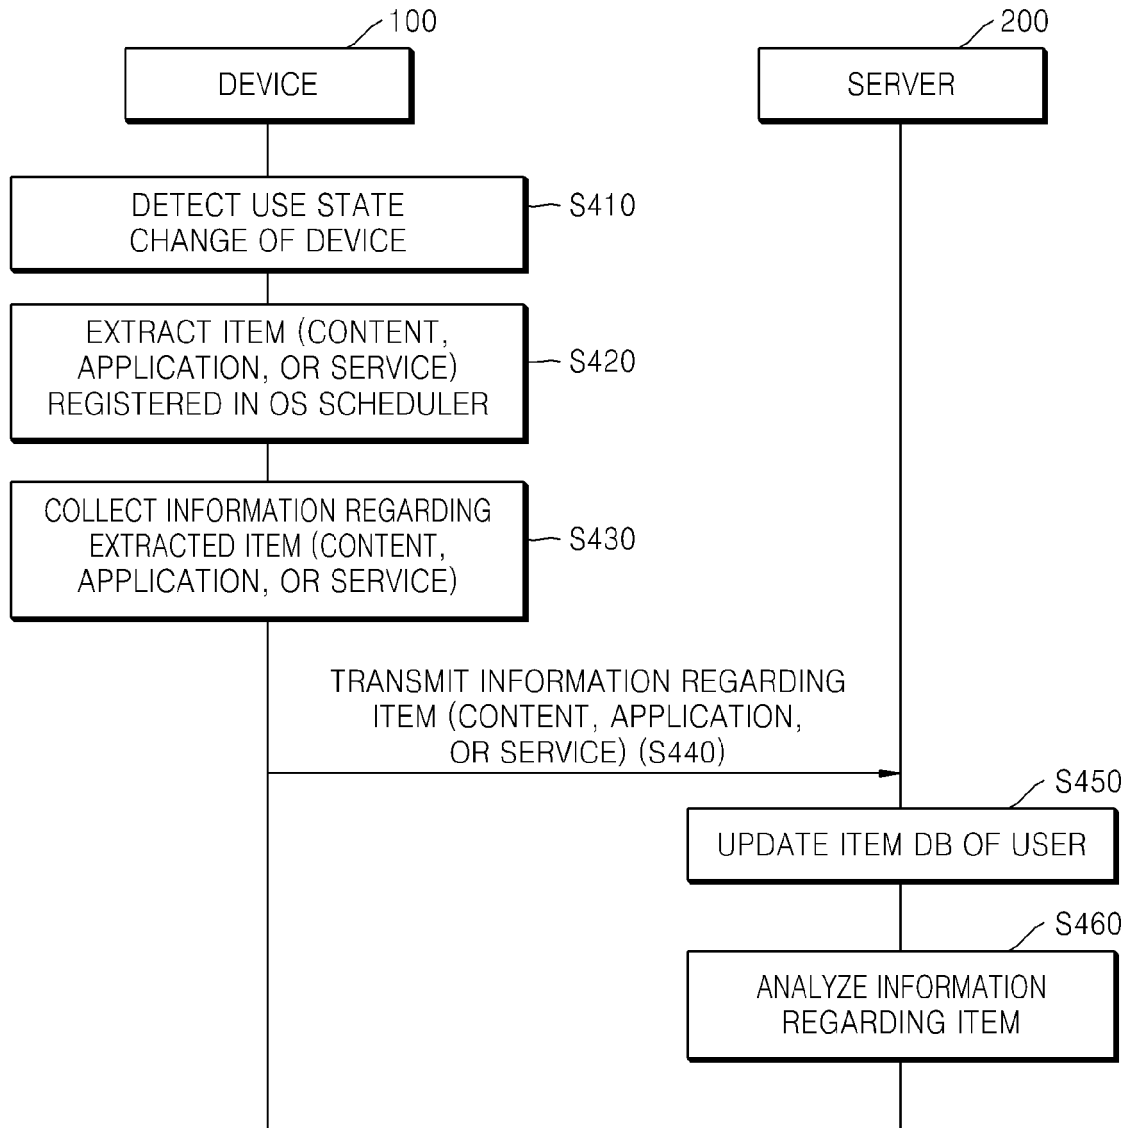 100
200
DEVICE
SERVER
DETECT USE STATE
CHANGE OF DEVICE
S410
EXTRACT ITEM (CONTENT,
APPLICATION, OR SERVICE)
REGISTERED IN OS SCHEDULER
S420
COLLECT INFORMATION REGARDING
EXTRACTED ITEM (CONTENT,
APPLICATION, OR SERVICE)
S430
TRANSMIT INFORMATION REGARDING
ITEM (CONTENT, APPLICATION,
OR SERVICE) (S440)
S450
UPDATE ITEM DB OF USER
S460
ANALYZE INFORMATION
REGARDING ITEM